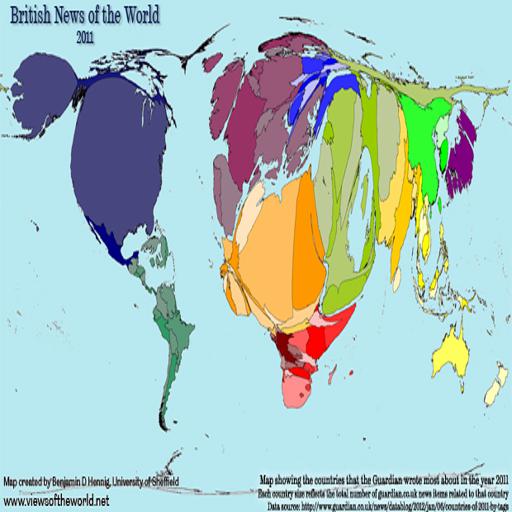 British News of the World
2011
Map created by Benjamin D Hennig, University of Sheffield
www.viewsoftheworld.net
Map showing the countries that the Guardian wrote most about in the year 2011
Each country size reflects the total number of guardian.co.uk news items related to that country
Data source: http://www.guardian.co.uk/news/datablog/2012/jan/06/countries-of-2011-by-tags